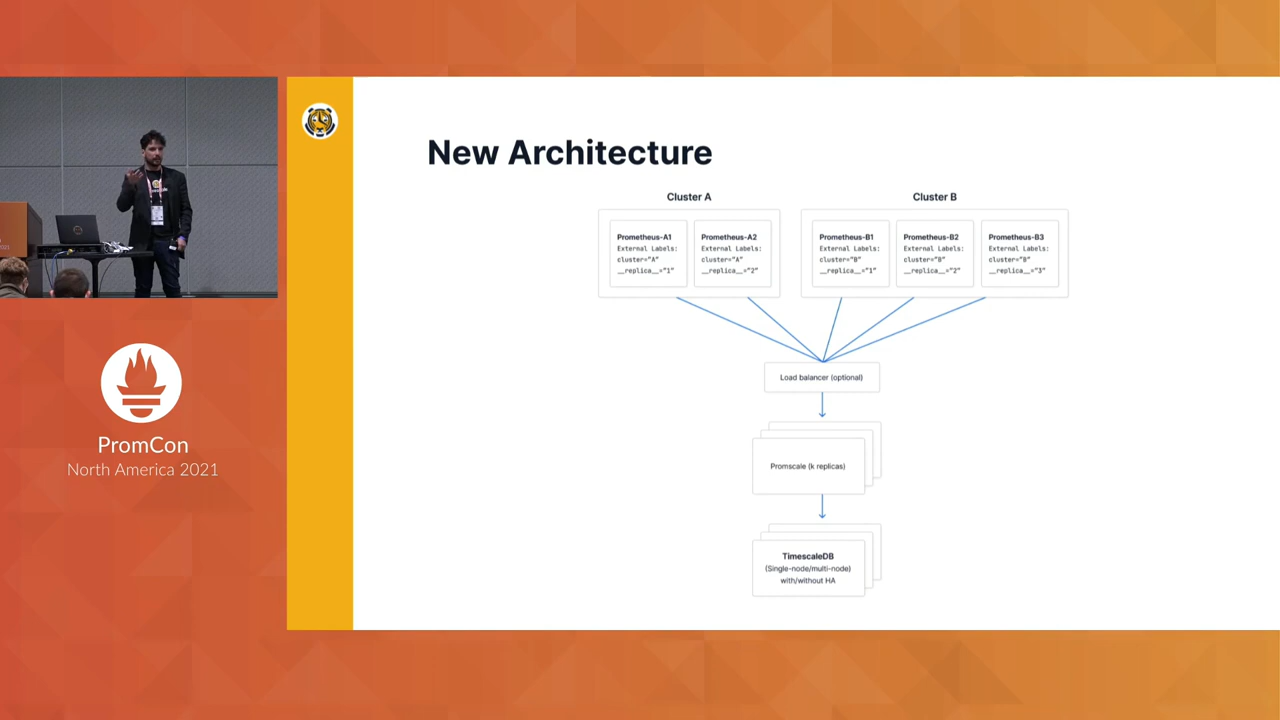 New Architecture
Cluster A
Cluster B
Prometheus-A1
External Labels:
cluster="A"
__replica__="1"
Prometheus-A2
External Labels:
cluster="A"
__replica__="2"
Prometheus-B1
External Labels:
cluster="B"
__replica__="1"
Prometheus-B2
External Labels:
cluster="B"
__replica__="2"
Prometheus-B3
External Labels:
cluster="B"
__replica__="3"
Load balancer (optional)
Promscale (k replicas)
TimescaleDB
(Single-node/multi-node)
with/without HA
PromCon
North America 2021